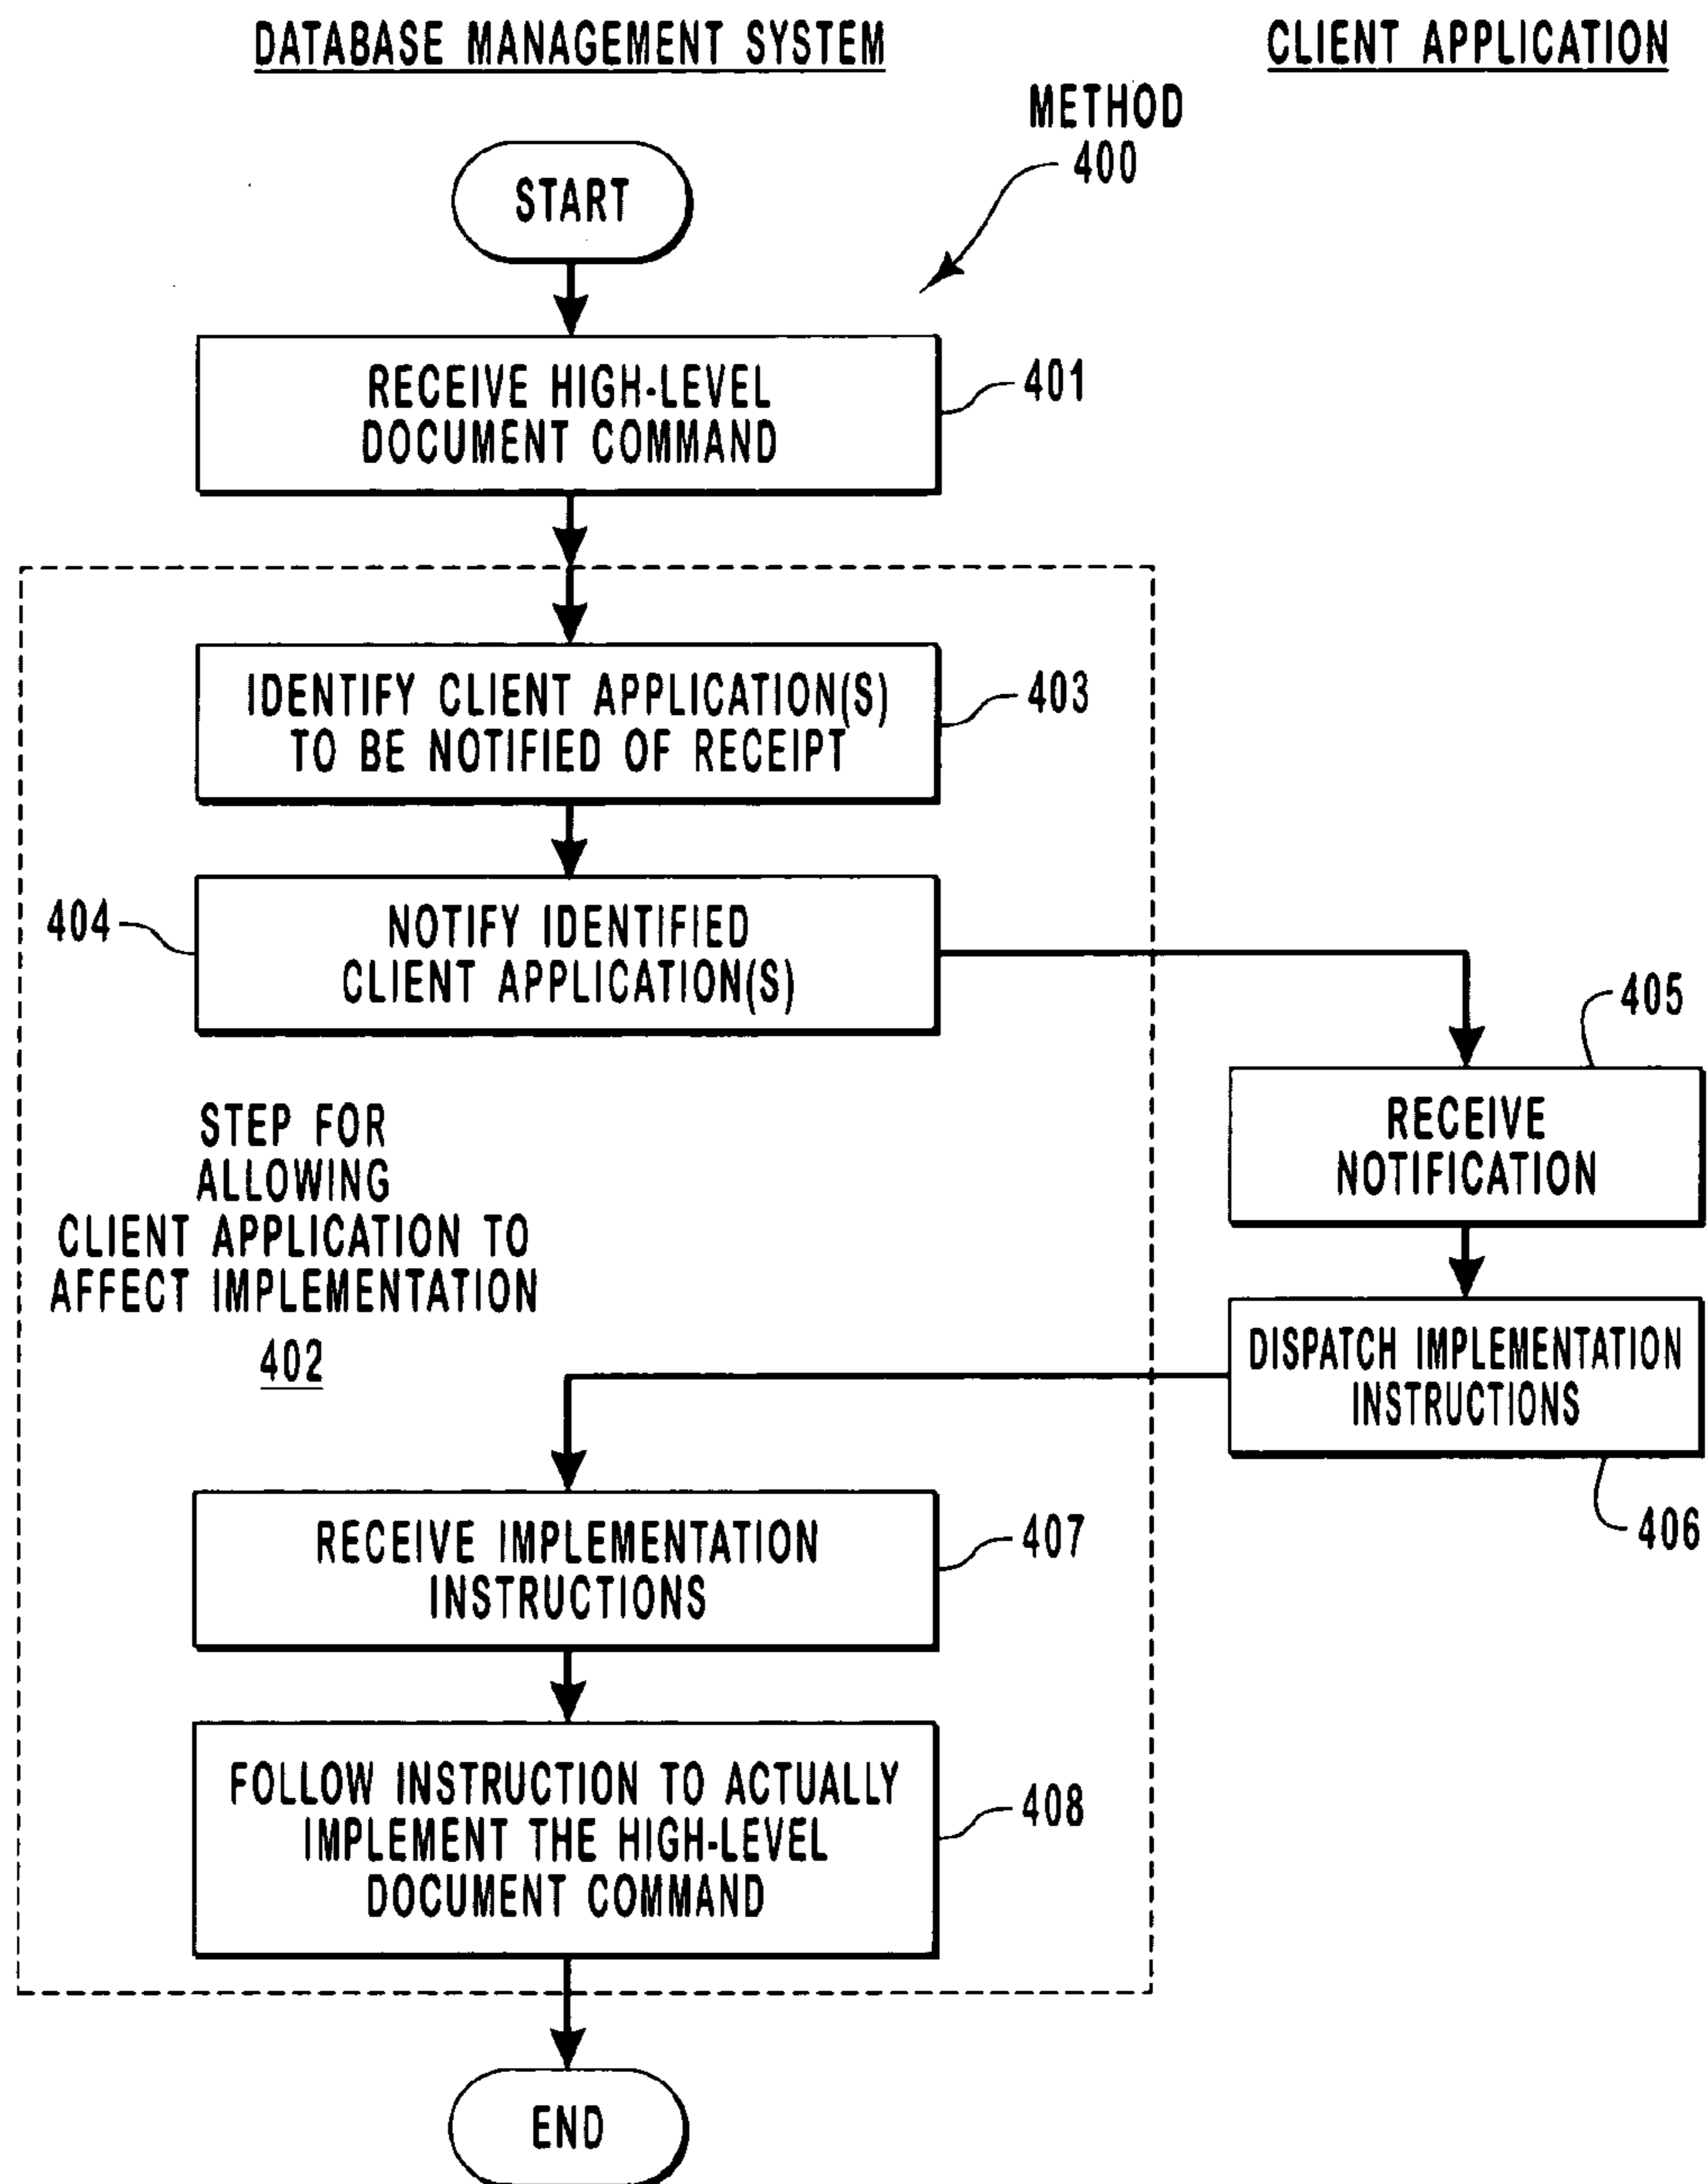 DATABASE MANAGEMENT SYSTEM
CLIENT APPLICATION
METHOD
400
START
RECEIVE HIGH-LEVEL
DOCUMENT COMMAND
401
IDENTIFY CLIENT APPLICATION(S)
TO BE NOTIFIED OF RECEIPT
403
404
NOTIFY IDENTIFIED
CLIENT APPLICATION(S)
405
RECEIVE
NOTIFICATION
STEP FOR
ALLOWING
CLIENT APPLICATION TO
AFFECT IMPLEMENTATION
402
DISPATCH IMPLEMENTATION
INSTRUCTIONS
406
RECEIVE IMPLEMENTATION
INSTRUCTIONS
407
FOLLOW INSTRUCTION TO ACTUALLY
IMPLEMENT THE HIGH-LEVEL
DOCUMENT COMMAND
408
END